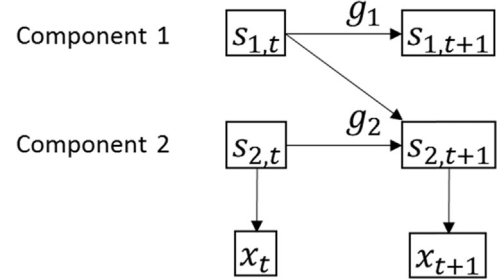 Component 1 s₁,t g₁ s₁,t+1
Component 2 s₂,t g₂ s₂,t+1
xₜ xₜ₊₁